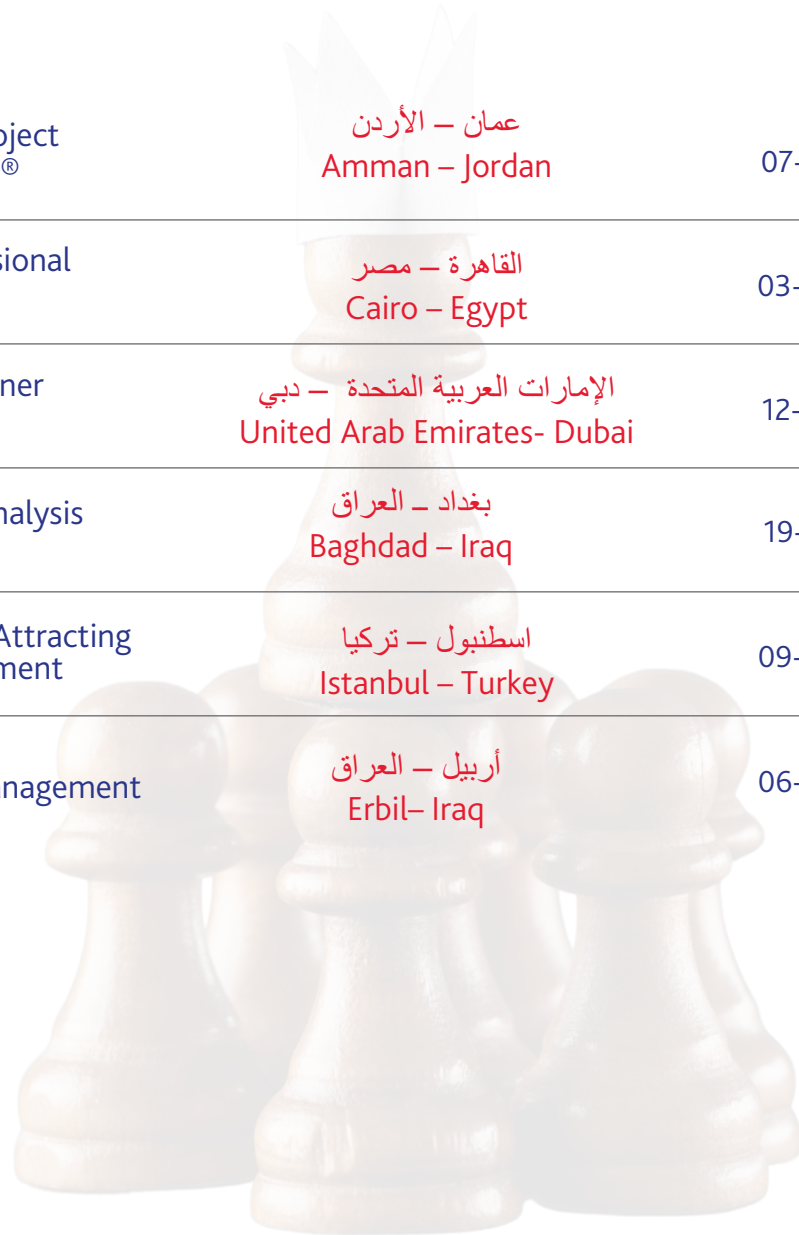 oject
®
عمان – الأردن
Amman – Jordan
07-
sional
القاهرة – مصر
Cairo – Egypt
03-
ner
الإمارات العربية المتحدة – دبي
United Arab Emirates- Dubai
12-
nalysis
بغداد – العراق
Baghdad – Iraq
19-
Attracting
ment
اسطنبول – تركيا
Istanbul – Turkey
09-
nagement
أربيل – العراق
Erbil– Iraq
06-